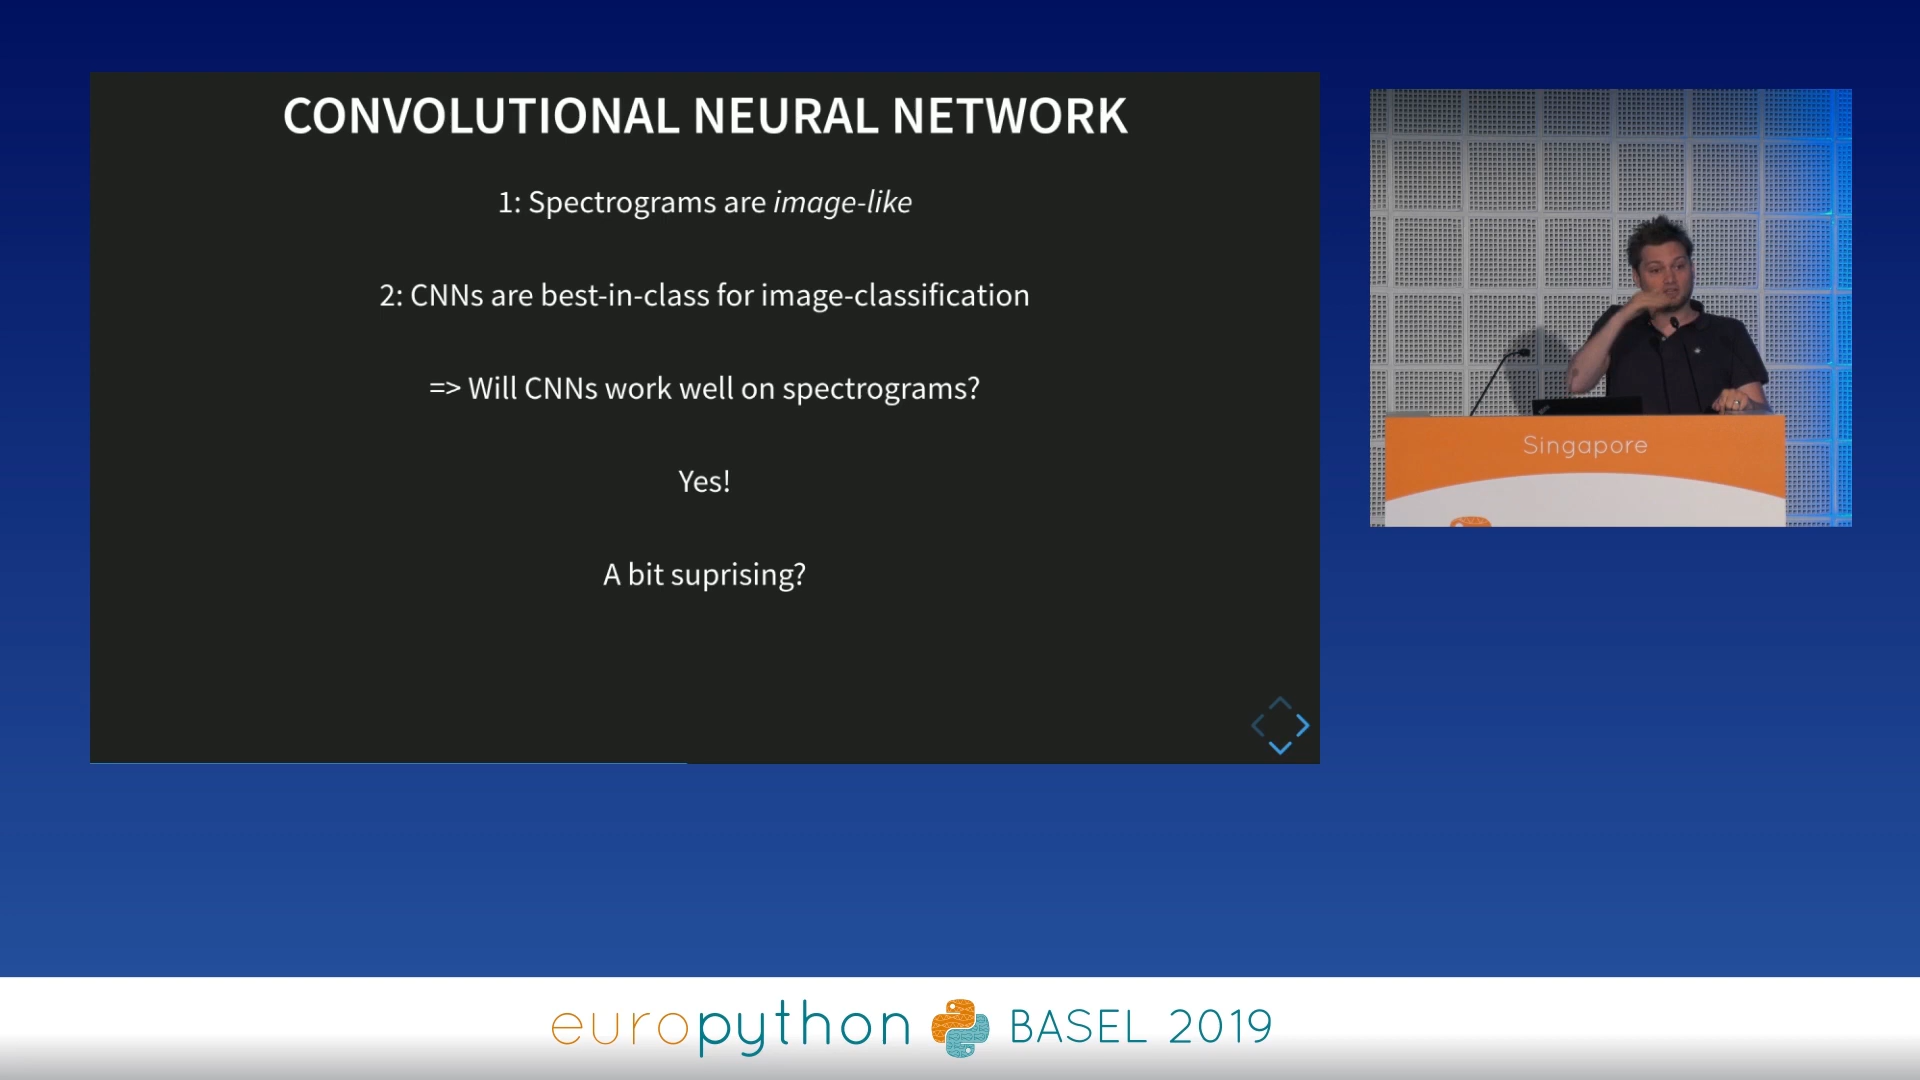 CONVOLUTIONAL NEURAL NETWORK
1: Spectrograms are image-like
2: CNNs are best-in-class for image-classification
=> Will CNNs work well on spectrograms?
Yes!
A bit suprising?
Singapore
europython BASEL 2019